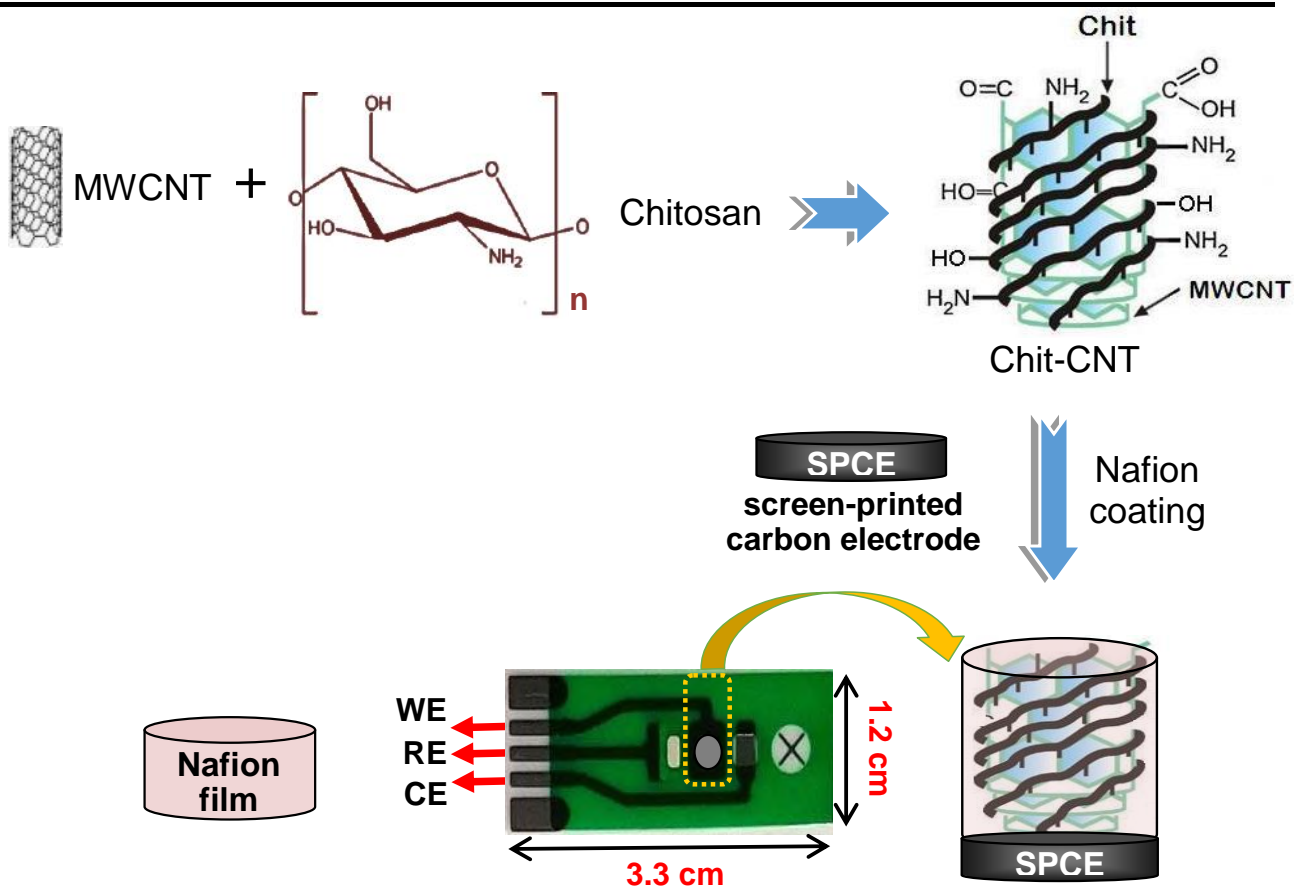 Chit
O=C
NH2
C
O
OH
OH
O
MWCNT
+
O
HO
NH2
O
n
Chitosan
NH2
HO=C
OH
NH2
HO
H2N
MWCNT
Chit-CNT
SPCE
screen-printed
carbon electrode
Nafion
coating
WE
RE
CE
X
1.2 cm
3.3 cm
Nafion
film
SPCE